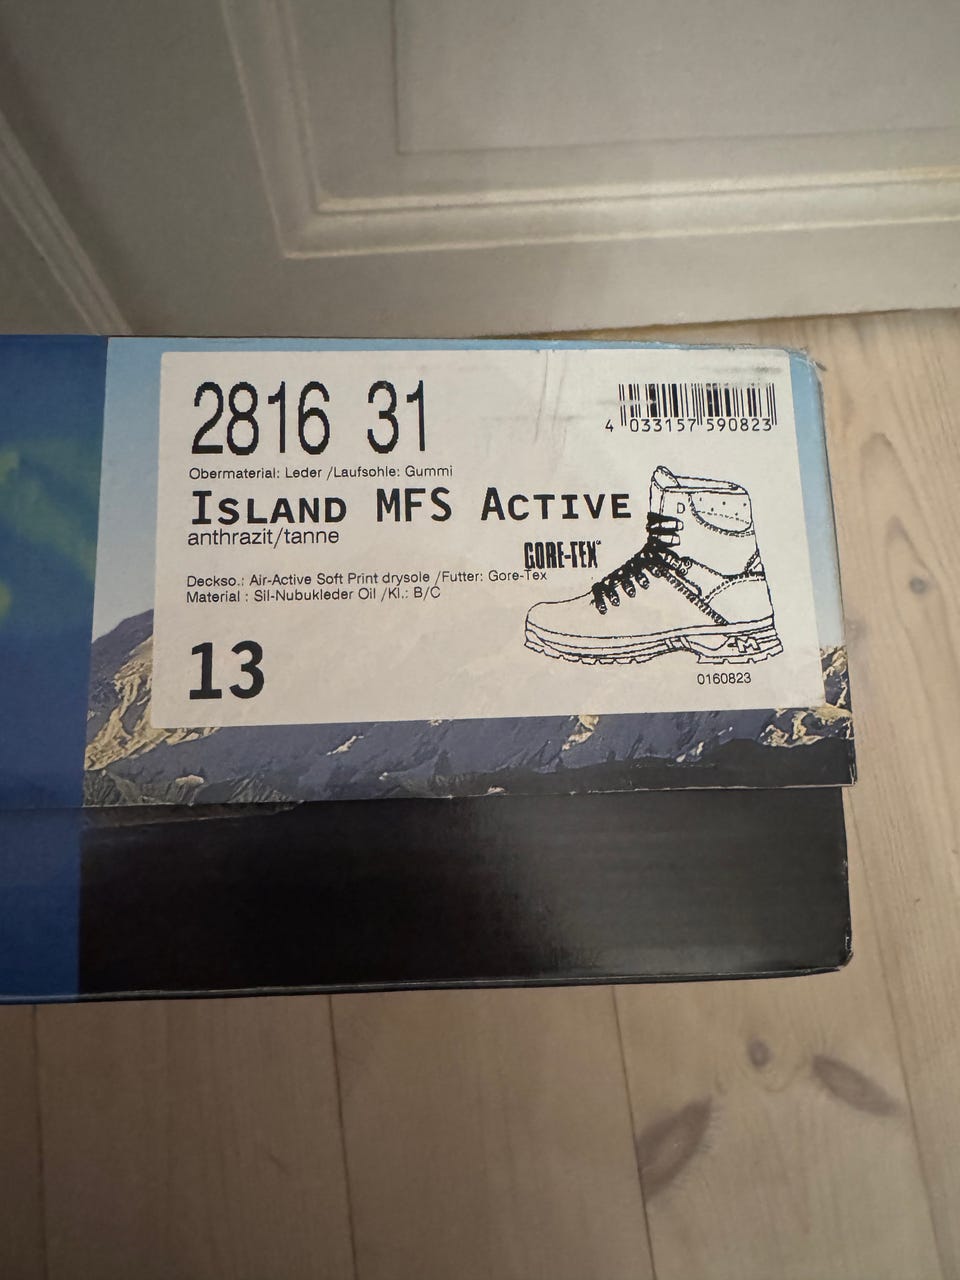 2816 31
4 033157 590823
Obermaterial: Leder /Laufsohle: Gummi
ISLAND MFS ACTIVE
anthrazit/tanne
D
GORE-TEX™
Deckso.: Air-Active Soft Print drysole /Futter: Gore-Tex
Material : Sil-Nubukleder Oil /Kl.: B/C
M
13
0160823